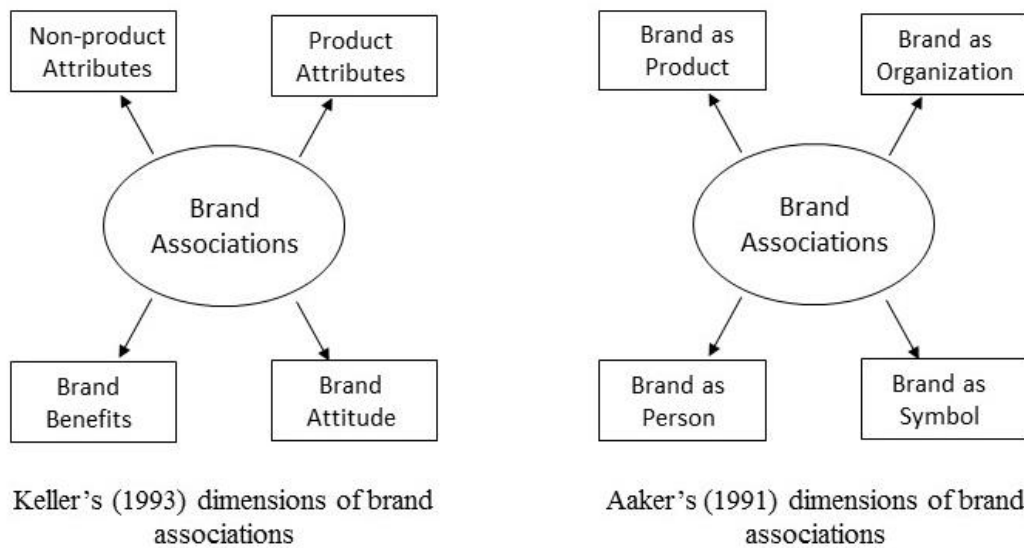 Non-product
Attributes
Product
Attributes
Brand
Associations
Brand
Benefits
Brand
Attitude
Keller’s (1993) dimensions of brand
associations
Brand as
Product
Brand as
Organization
Brand
Associations
Brand as
Person
Brand as
Symbol
Aaker’s (1991) dimensions of brand
associations